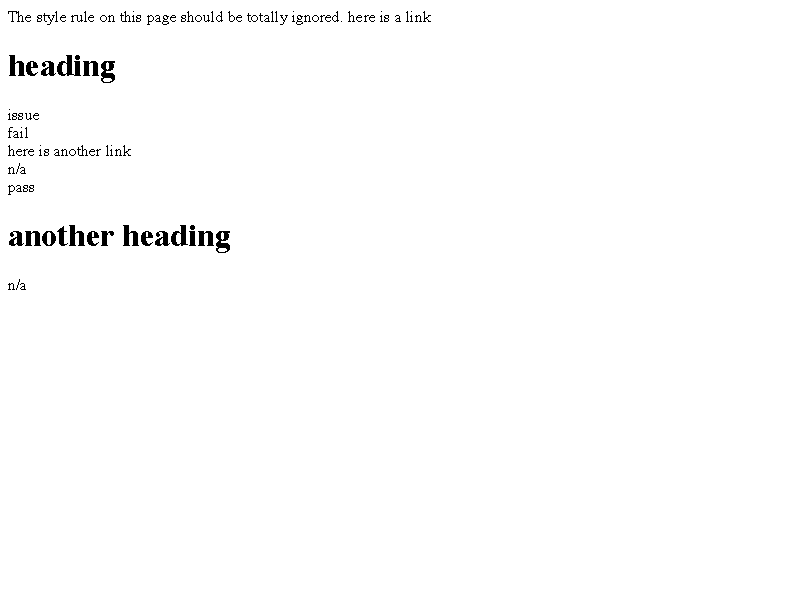 The style rule on this page should be totally ignored. here is a link
heading
issue
fail
here is another link
n/a
pass
another heading
n/a